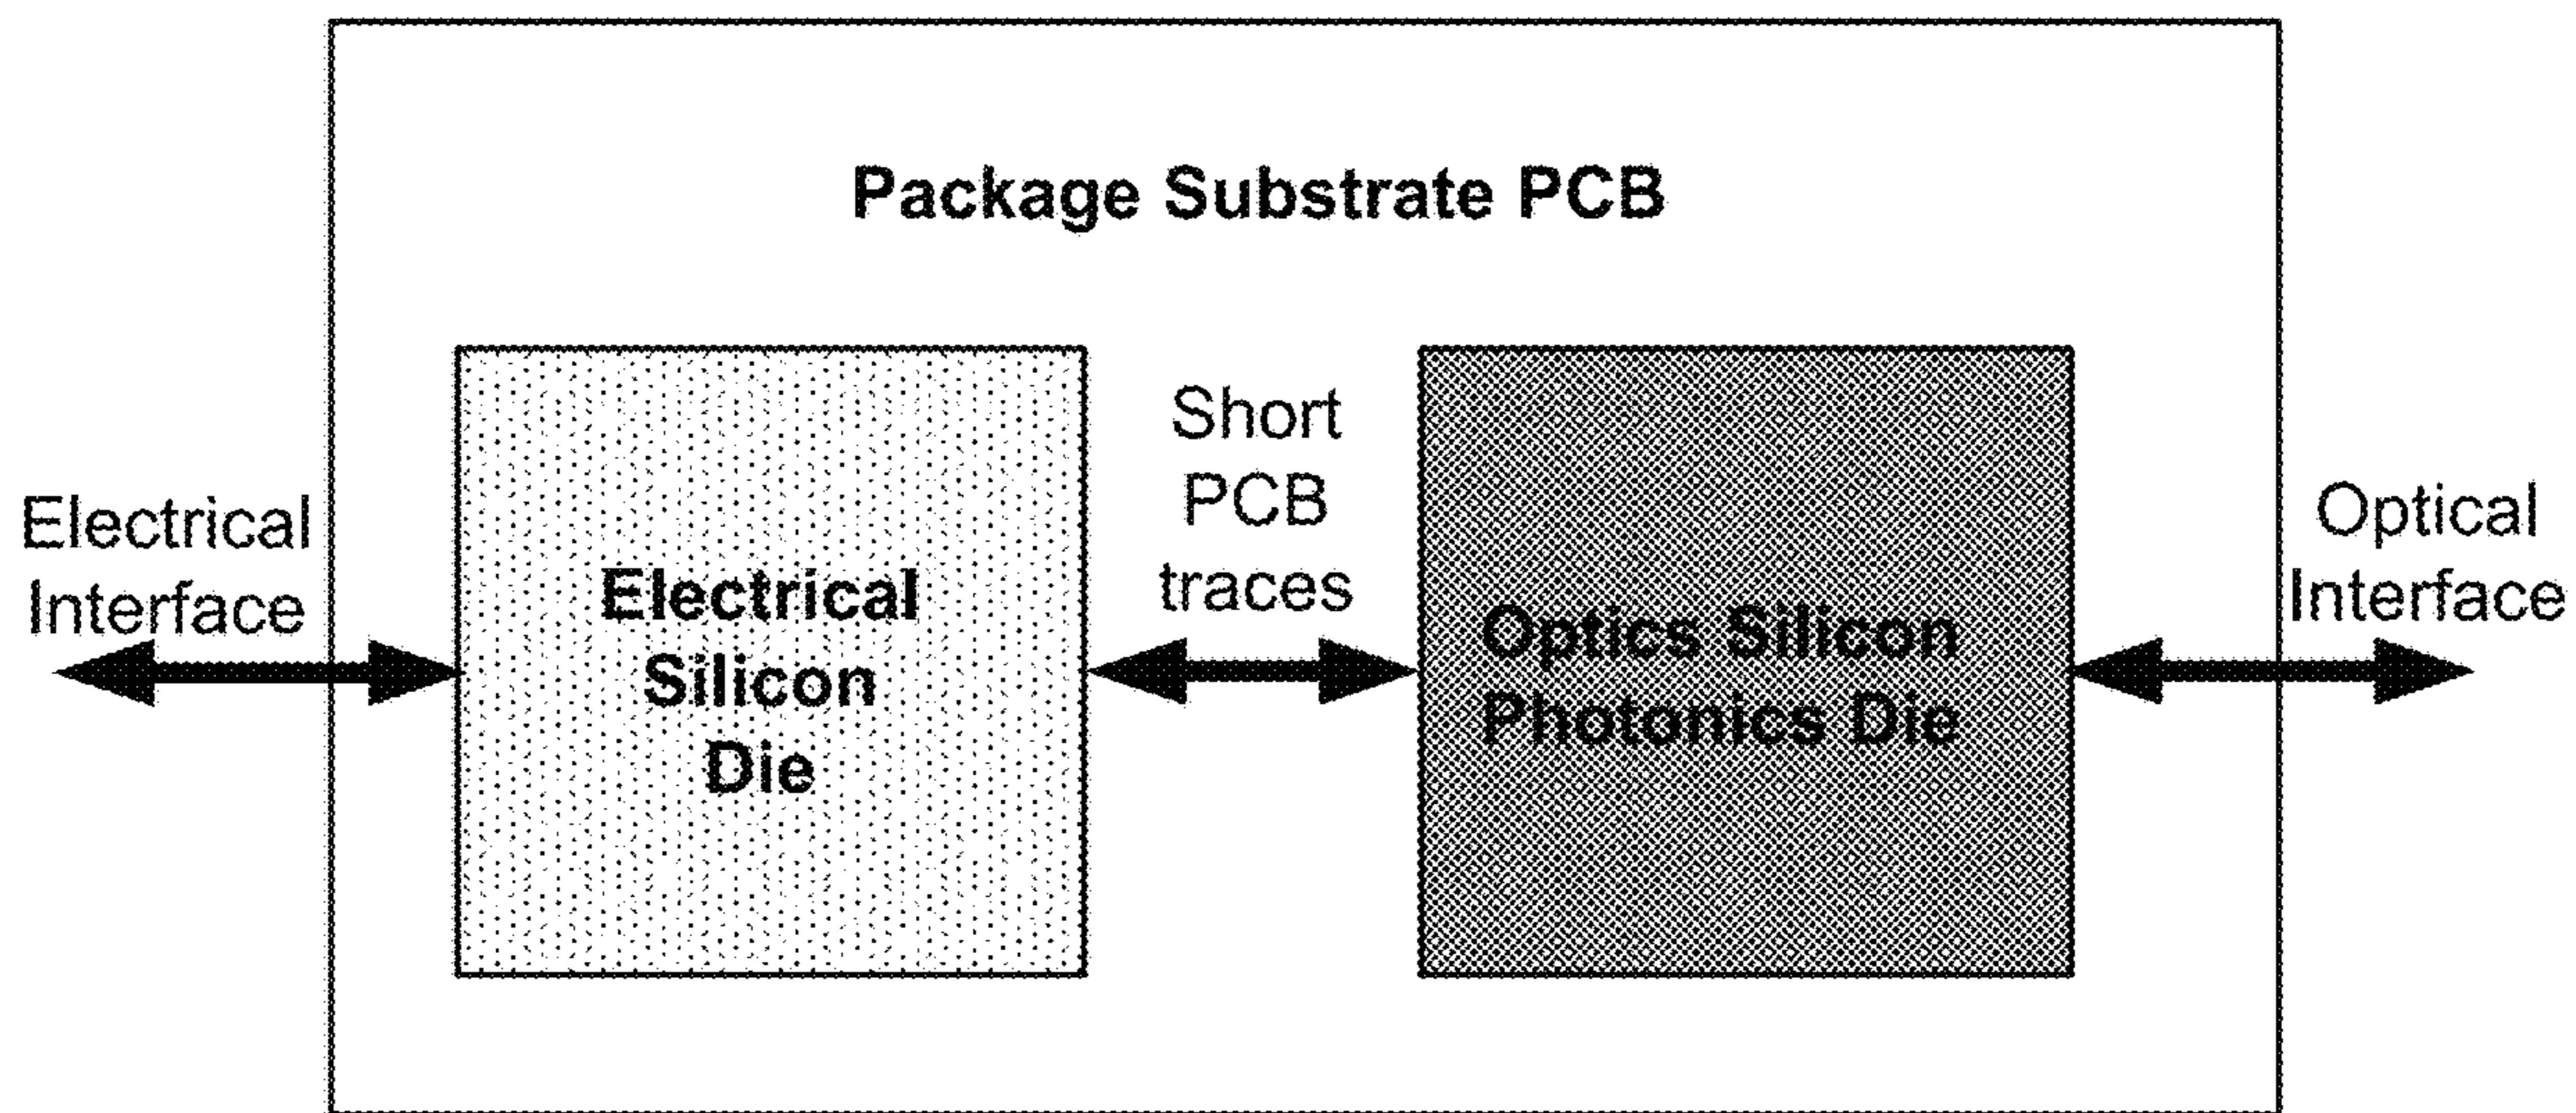 Package Substrate PCB
Electrical
Interface
Electrical
Silicon
Die
Short
PCB
traces
Optics Silicon
Photonics Die
Optical
Interface